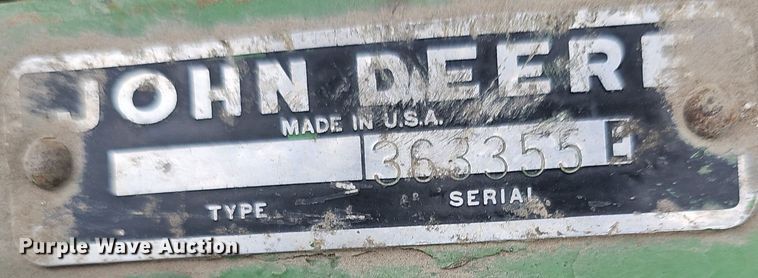 JOHN DEERE
MADE IN U.S.A.
363355 E
TYPE SERIAL
Purple Wave Auction